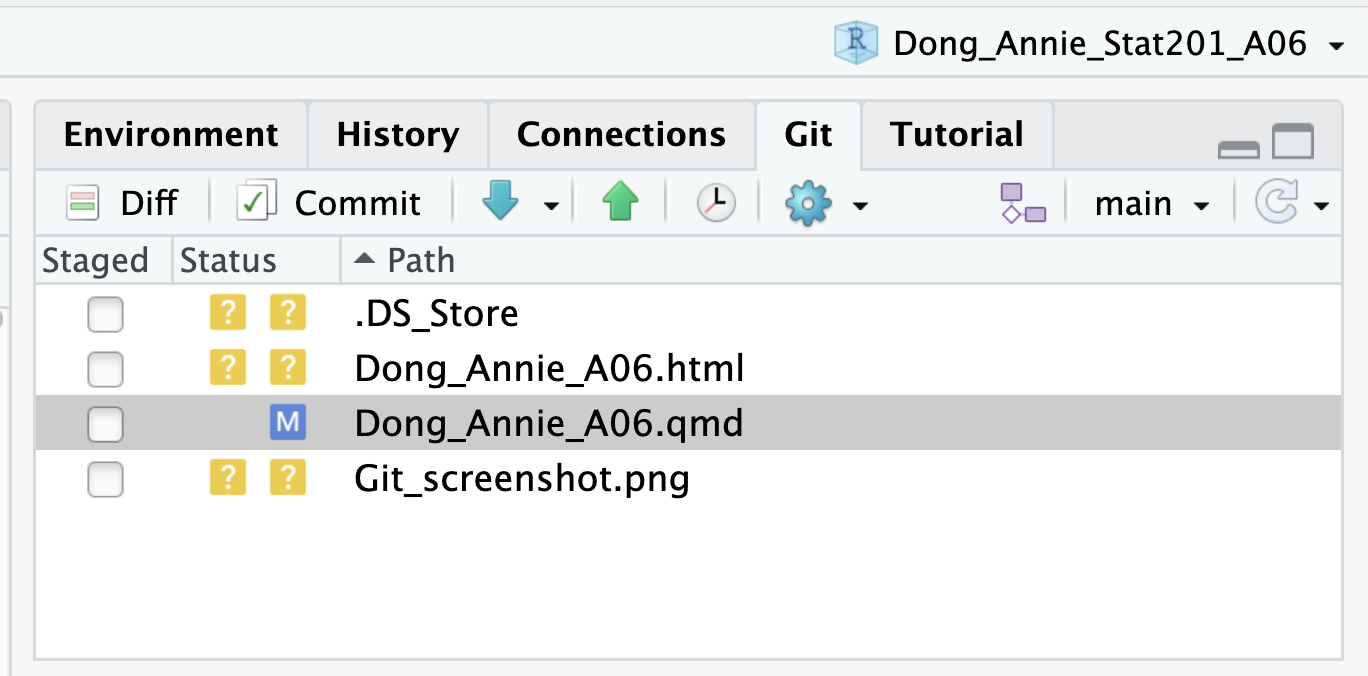 Dong_Annie_Stat201_A06
Environment History Connections Git Tutorial
Diff Commit main
Staged Status Path
? ? .DS_Store
? ? Dong_Annie_A06.html
M Dong_Annie_A06.qmd
? ? Git_screenshot.png